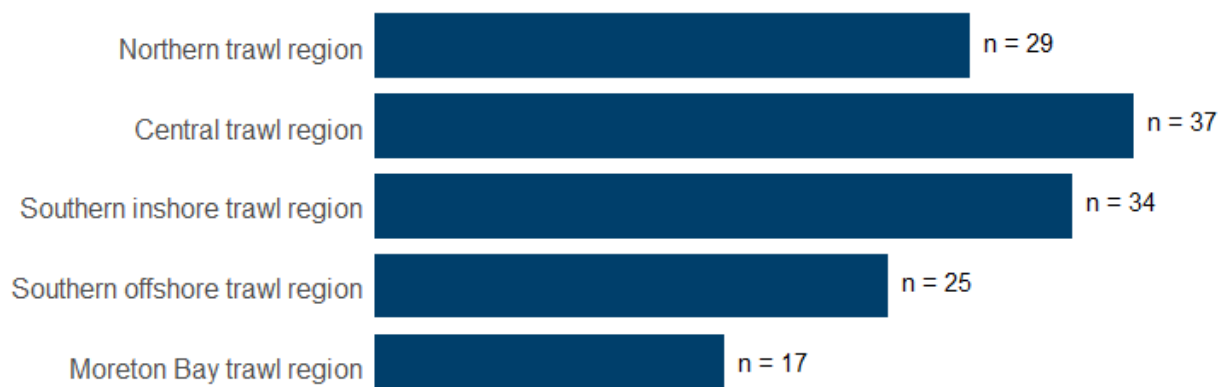 Northern trawl region n = 29
Central trawl region n = 37
Southern inshore trawl region n = 34
Southern offshore trawl region n = 25
Moreton Bay trawl region n = 17